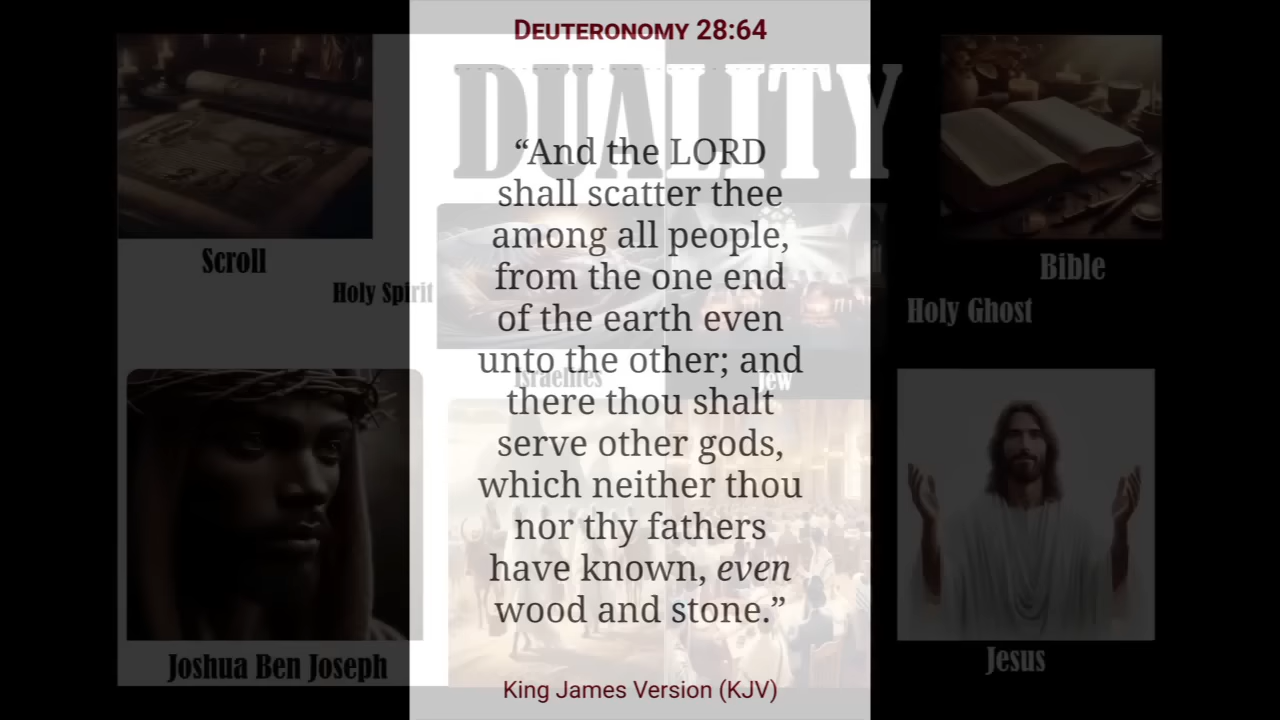 DEUTERONOMY 28:64
DUALITY
“And the LORD
shall scatter thee
among all people,
from the one end
of the earth even
unto the other; and
there thou shalt
serve other gods,
which neither thou
nor thy fathers
have known, even
wood and stone.”
King James Version (KJV)
Scroll
Holy Spirit
Israelites
Jew
Bible
Holy Ghost
Joshua Ben Joseph
Jesus